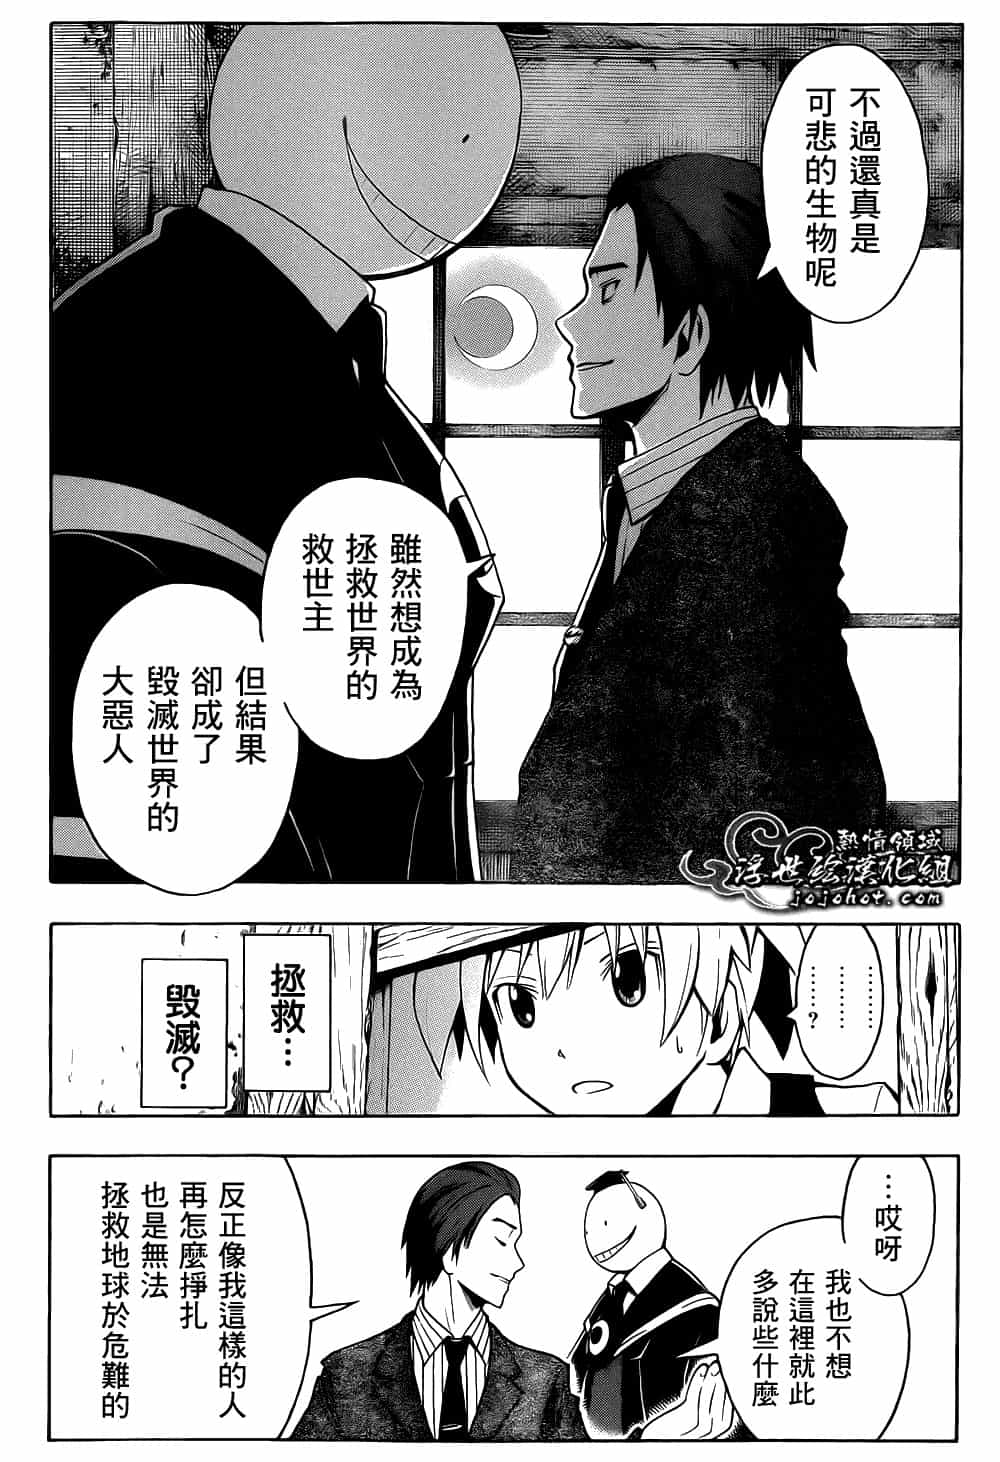 不過還真是
可悲的生物呢
雖然想成為
拯救世界的
救世主
但結果
卻成了
毀滅世界的
大惡人
熱情領域
浮世绘漢化組
jojohot.com
………
……?
拯救…
毀滅?
…哎呀
我也不想
在這裡就此
多說些什麼
反正像我這樣的人
再怎麼掙扎
也是無法
拯救地球於危難的